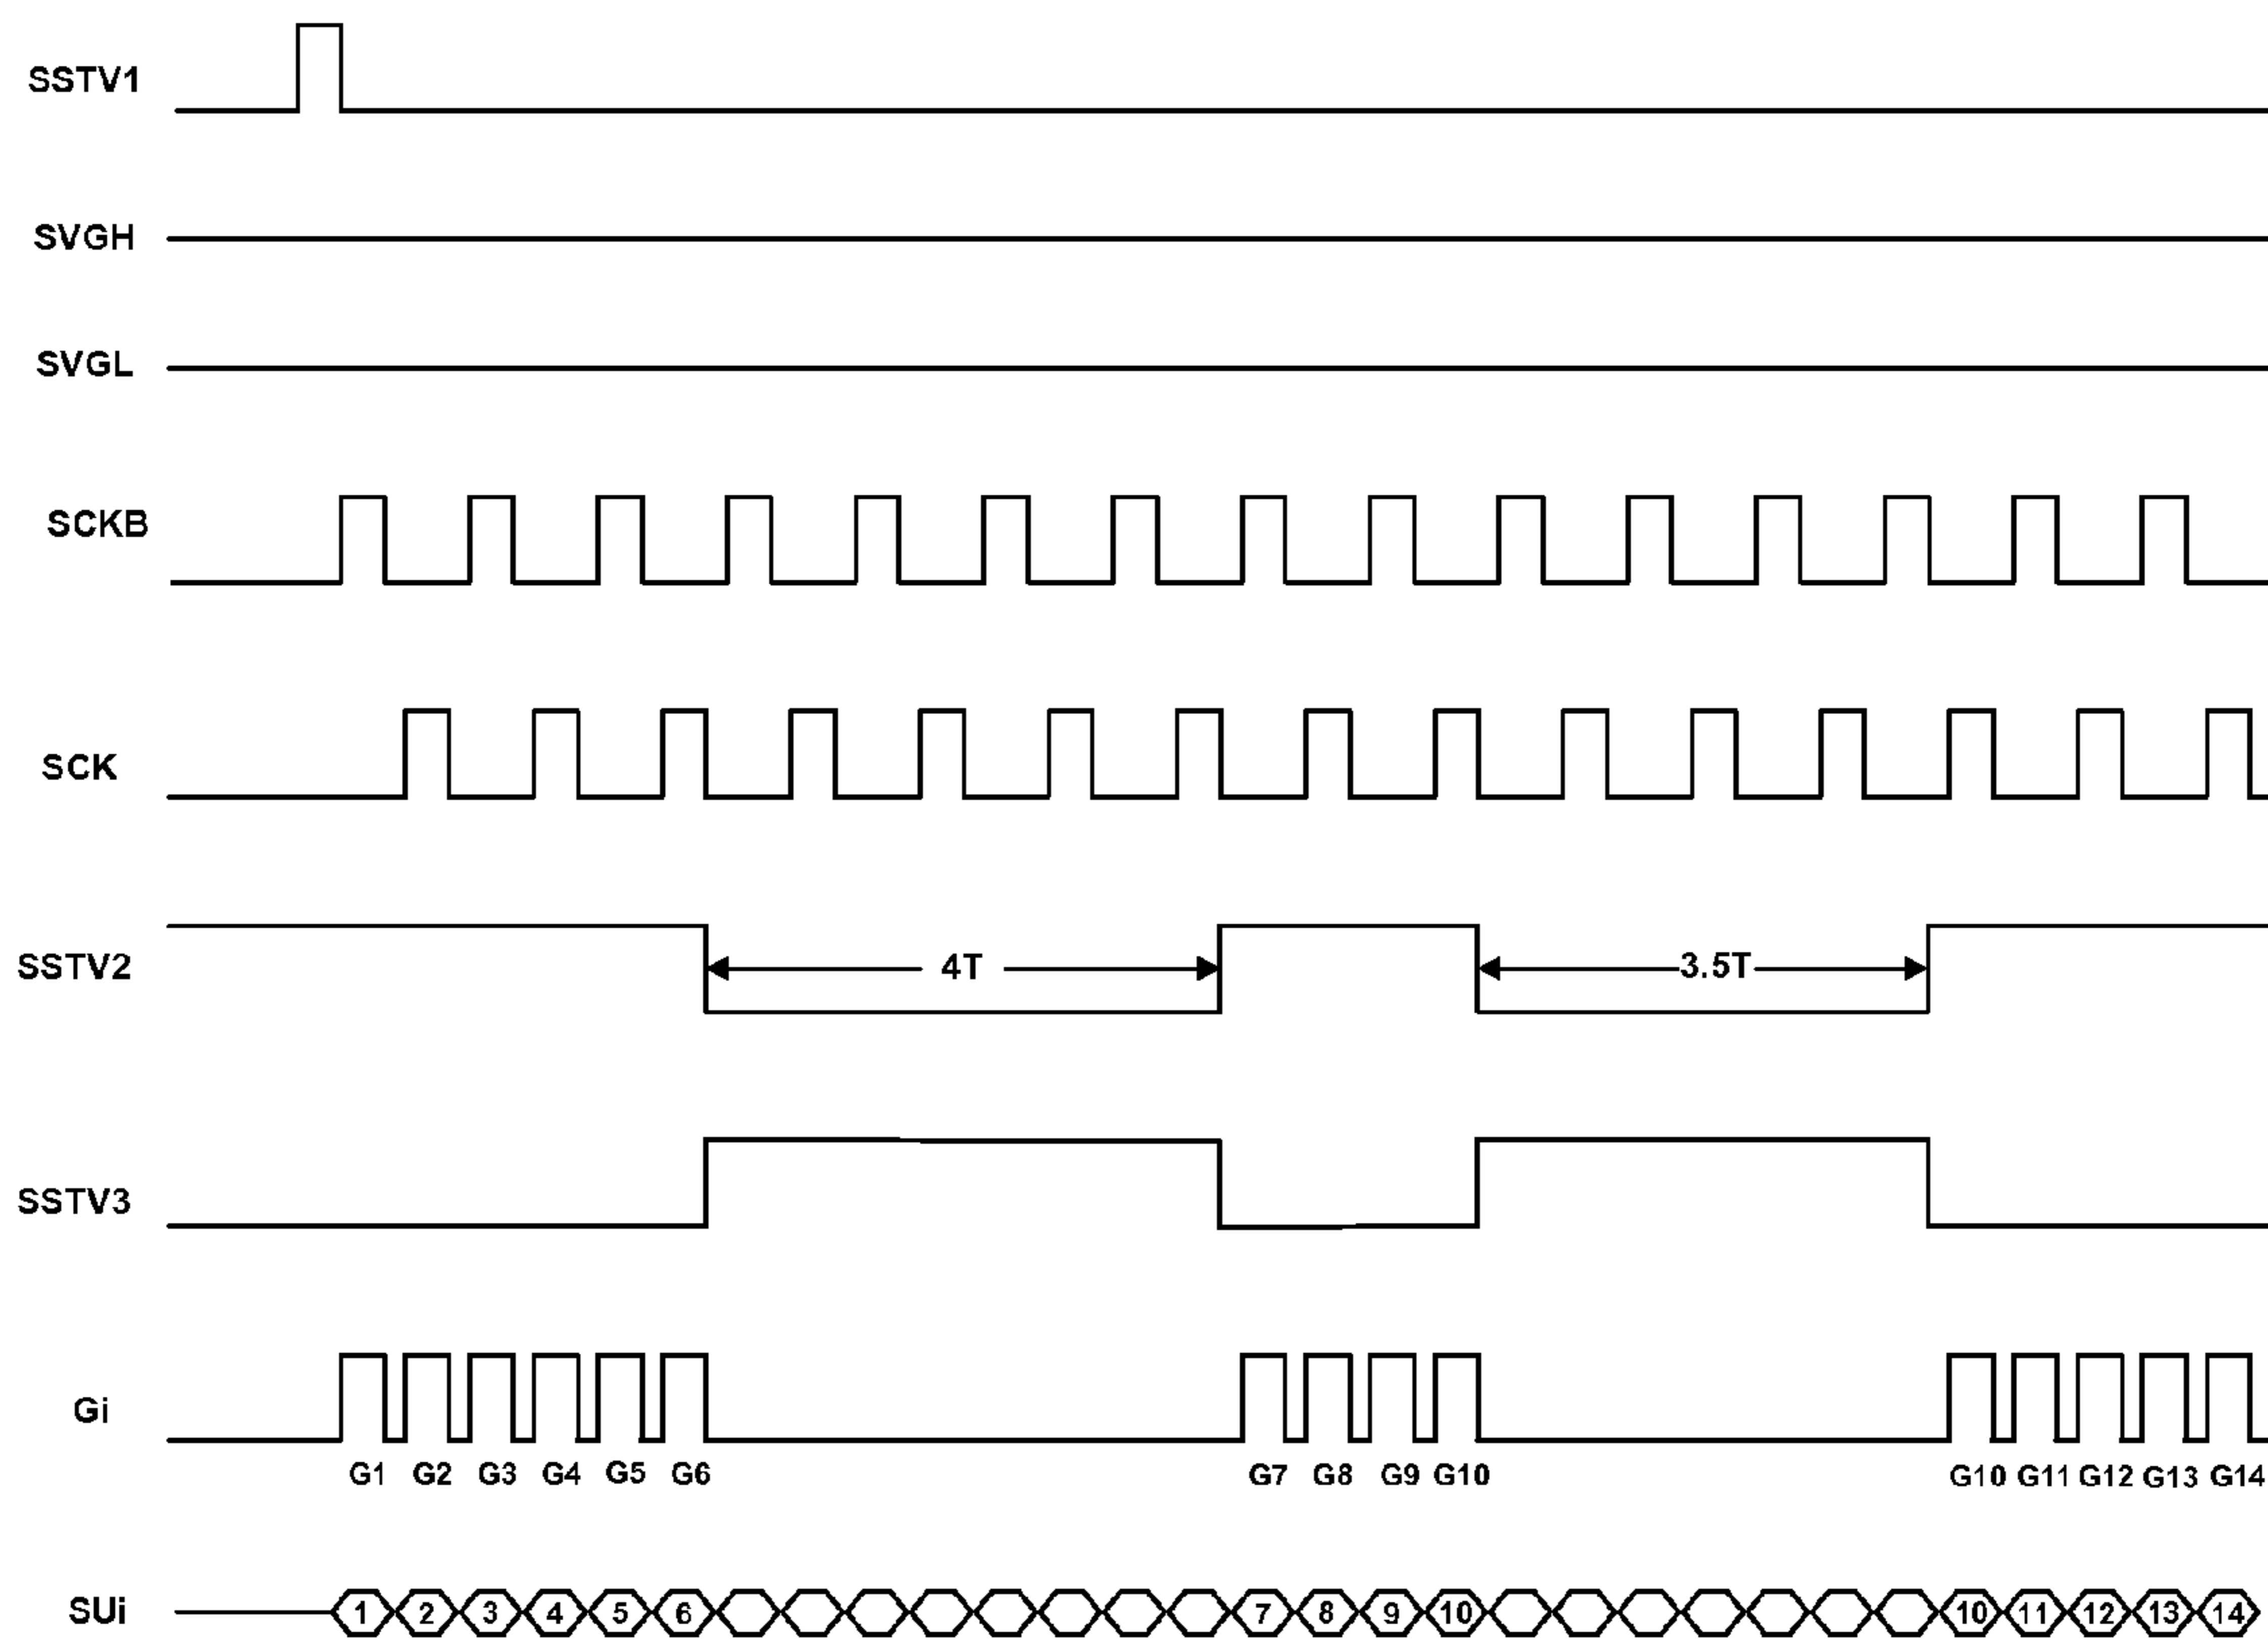 SSTV1
SVGH
SVGL
SCKB
SCK
SSTV2
4T
3.5T
SSTV3
Gi
G1 G2 G3 G4 G5 G6 G7 G8 G9 G10 G10 G11 G12 G13 G14
SUi 1 2 3 4 5 6 7 8 9 10 10 11 12 13 14